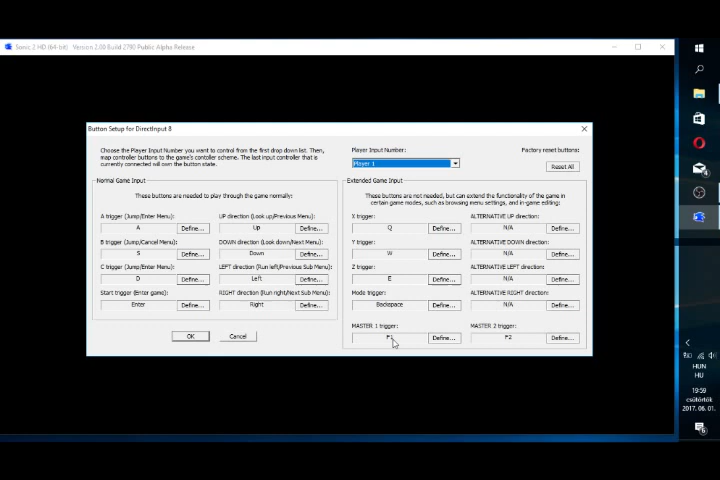 Sonic 2 HD (64-bit) Version 2.00 Build 2780 Public Alpha Release
Button Setup for DirectInput 8
Choose the Player Input Number you want to control from the first drop down list. Then,
map controller buttons to the game's contoller scheme. The last input controller that is
currently connected will own the button state.
Player Input Number:
Player 1
Factory reset buttons:
Reset All
Normal Game Input
These buttons are needed to play through the game normally:
A trigger (Jump/Enter Menu):
A
Define...
UP direction (Look up/Previous Menu):
Up
Define...
B trigger (Jump/Cancel Menu):
S
Define...
DOWN direction (Look down/Next Menu):
Down
Define...
C trigger (Jump/Enter Menu):
D
Define...
LEFT direction (Run left/Previous Sub Menu):
Left
Define...
Start trigger (Enter game):
Enter
Define...
RIGHT direction (Run right/Next Sub Menu):
Right
Define...
OK
Cancel
Extended Game Input
These buttons are not needed, but can extend the functionality of the game in
certain game modes, such as browsing menu settings, and in-game editing:
X trigger:
Q
Define...
ALTERNATIVE UP direction:
N/A
Define...
Y trigger:
W
Define...
ALTERNATIVE DOWN direction:
N/A
Define...
Z trigger:
E
Define...
ALTERNATIVE LEFT direction:
N/A
Define...
Mode trigger:
Backspace
Define...
ALTERNATIVE RIGHT direction:
N/A
Define...
MASTER 1 trigger:
F1
Define...
MASTER 2 trigger:
F2
Define...
HUN
HU
19:59
csütörtök
2017. 06. 01.